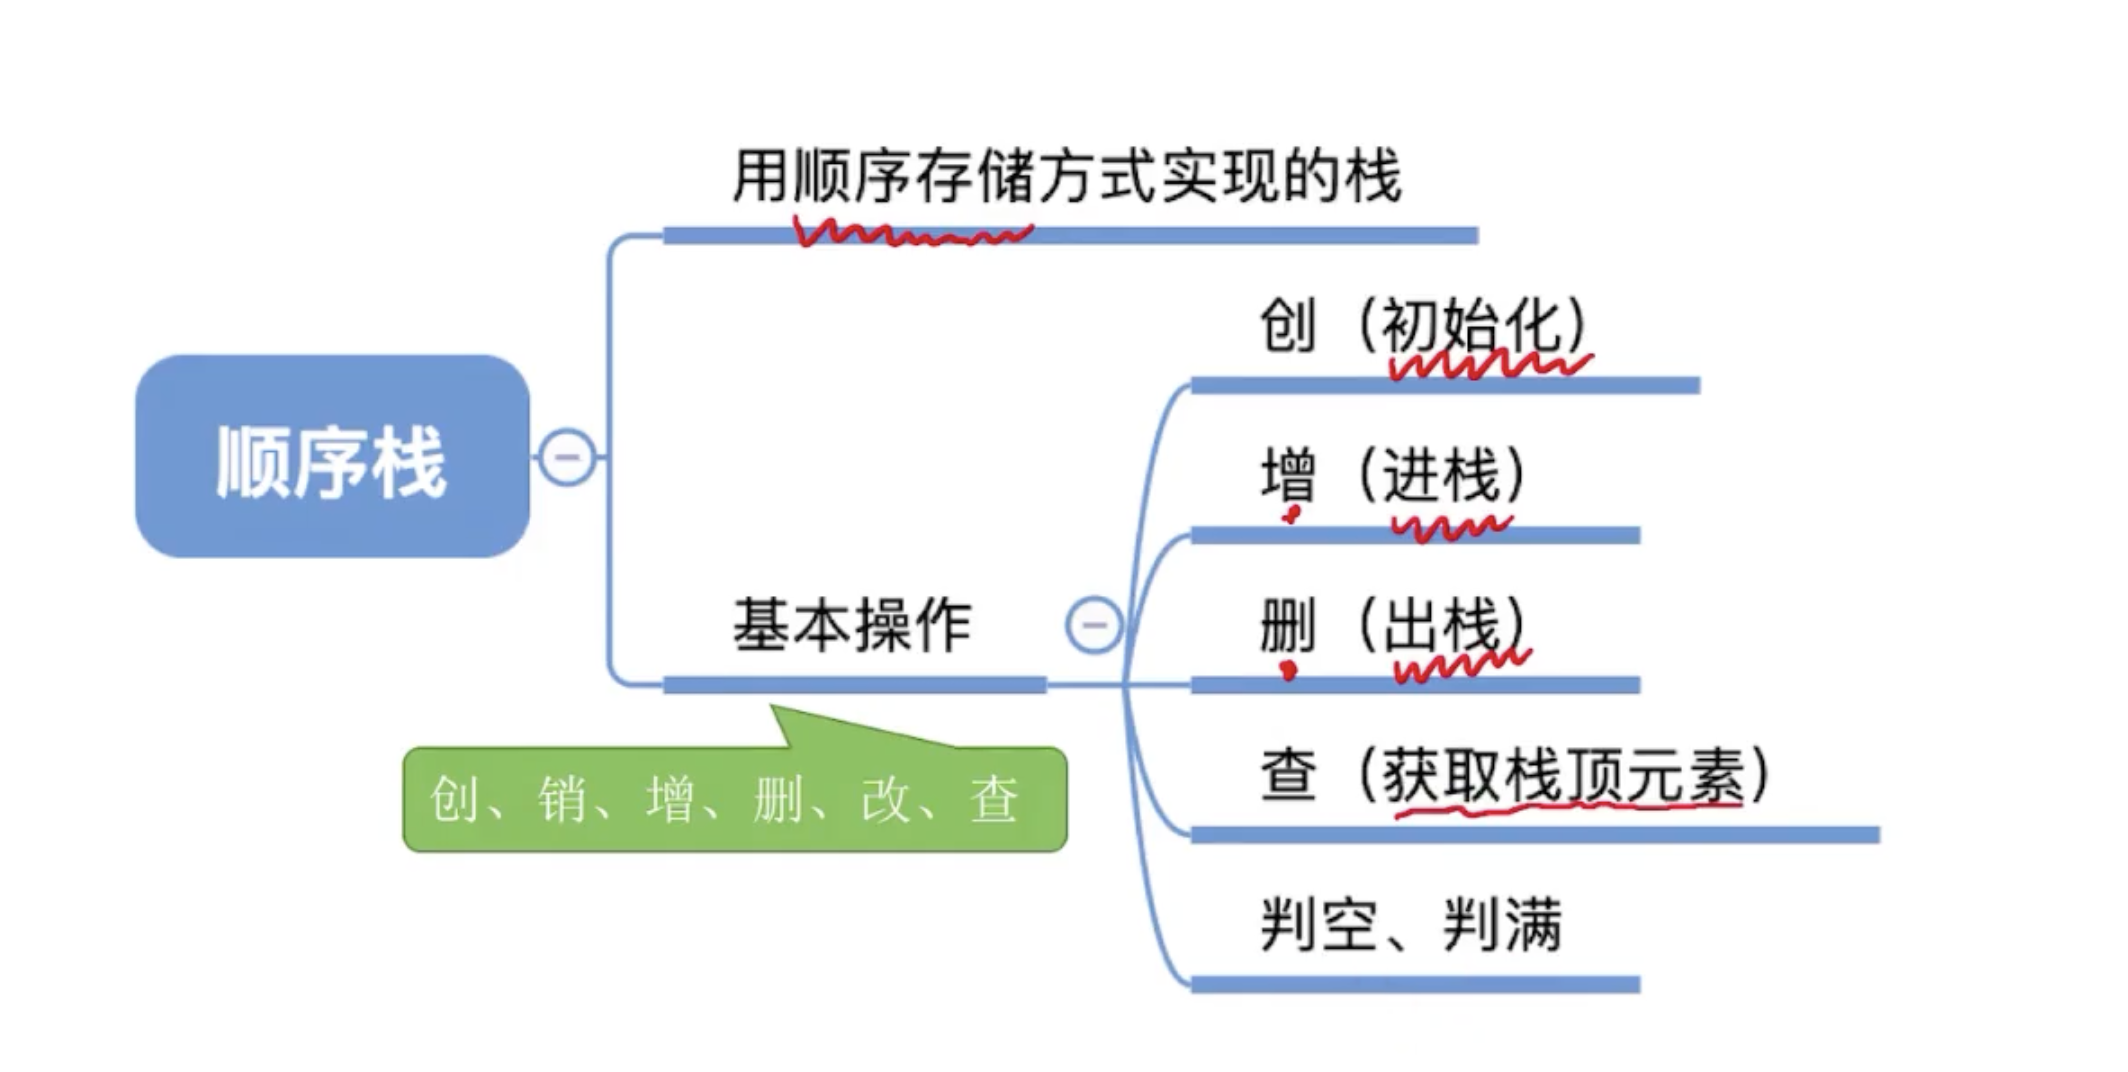 用顺序存储方式实现的栈
创（初始化）
顺序栈
增（进栈）
基本操作
删（出栈）
创、销、增、删、改、查
查（获取栈顶元素）
判空、判满